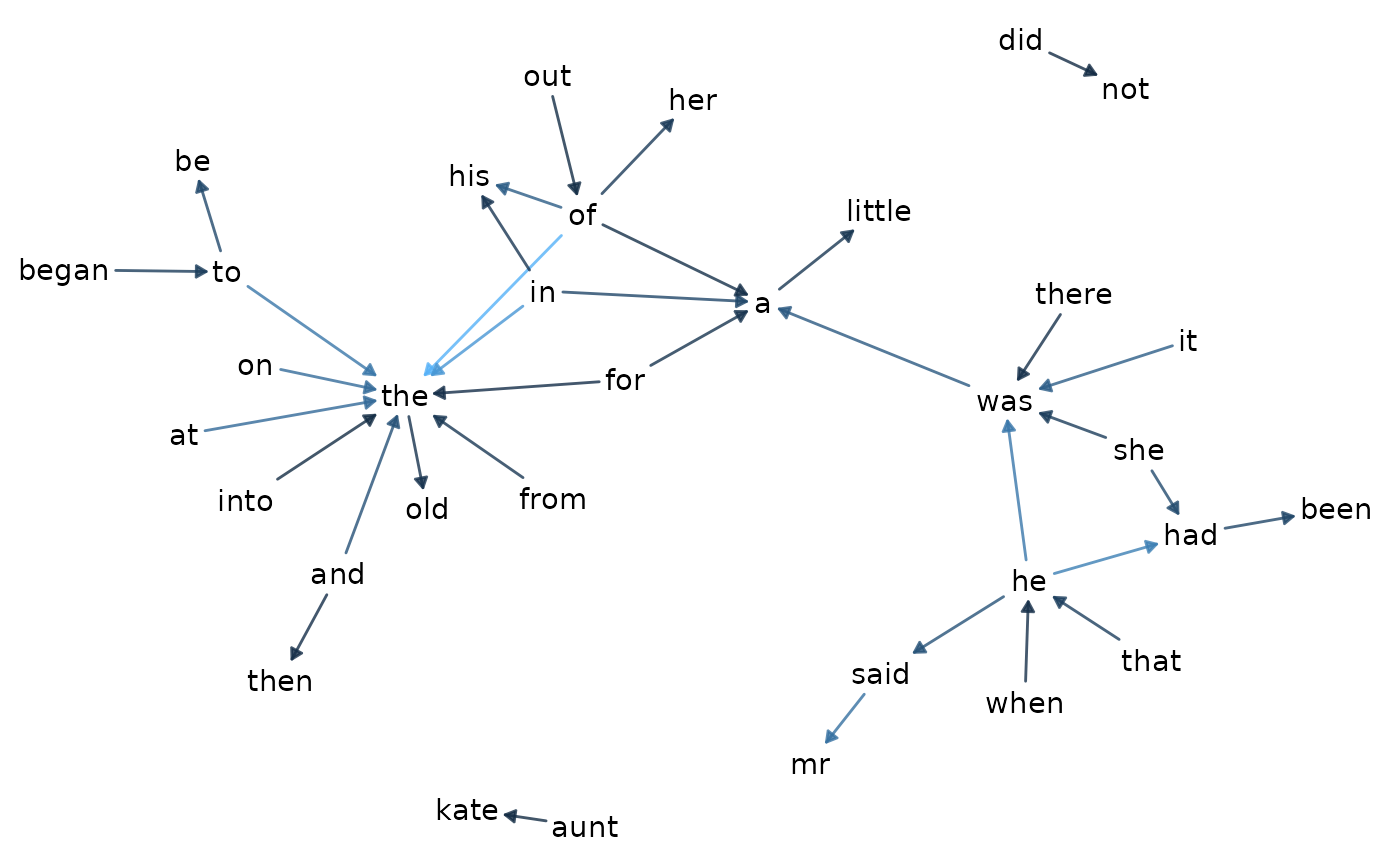 did
out
not
her
be
his
little
of
began
to
in
there
a
it
on
for
the
was
at
she
into
from
old
been
had
and
he
that
said
then
when
mr
kate
aunt